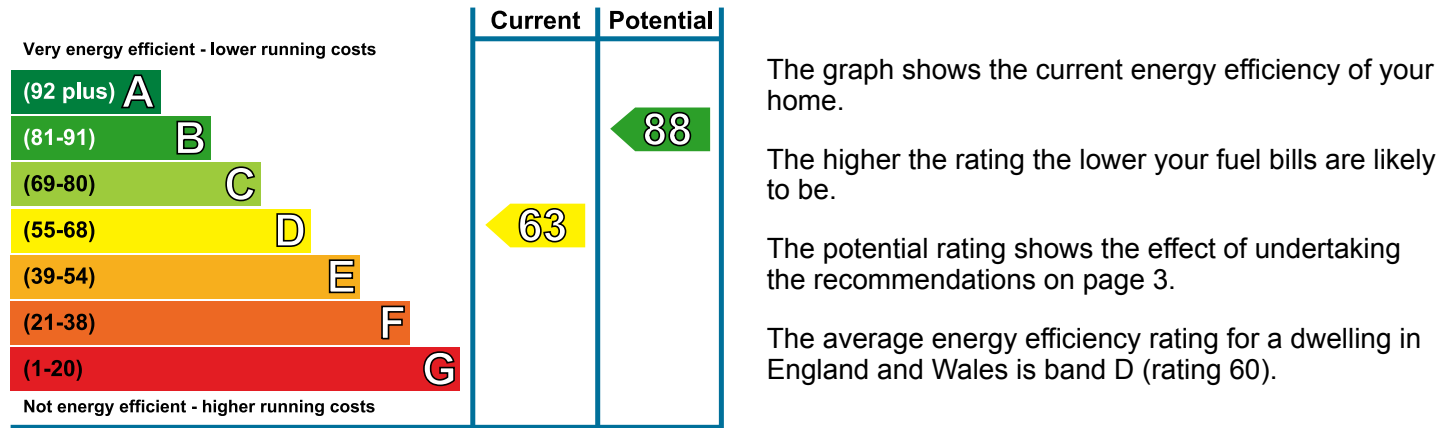 Current Potential
Very energy efficient - lower running costs
(92 plus) A
(81-91) B
88
(69-80) C
(55-68) D
63
(39-54) E
(21-38) F
(1-20) G
Not energy efficient - higher running costs
The graph shows the current energy efficiency of your
home.
The higher the rating the lower your fuel bills are likely
to be.
The potential rating shows the effect of undertaking
the recommendations on page 3.
The average energy efficiency rating for a dwelling in
England and Wales is band D (rating 60).